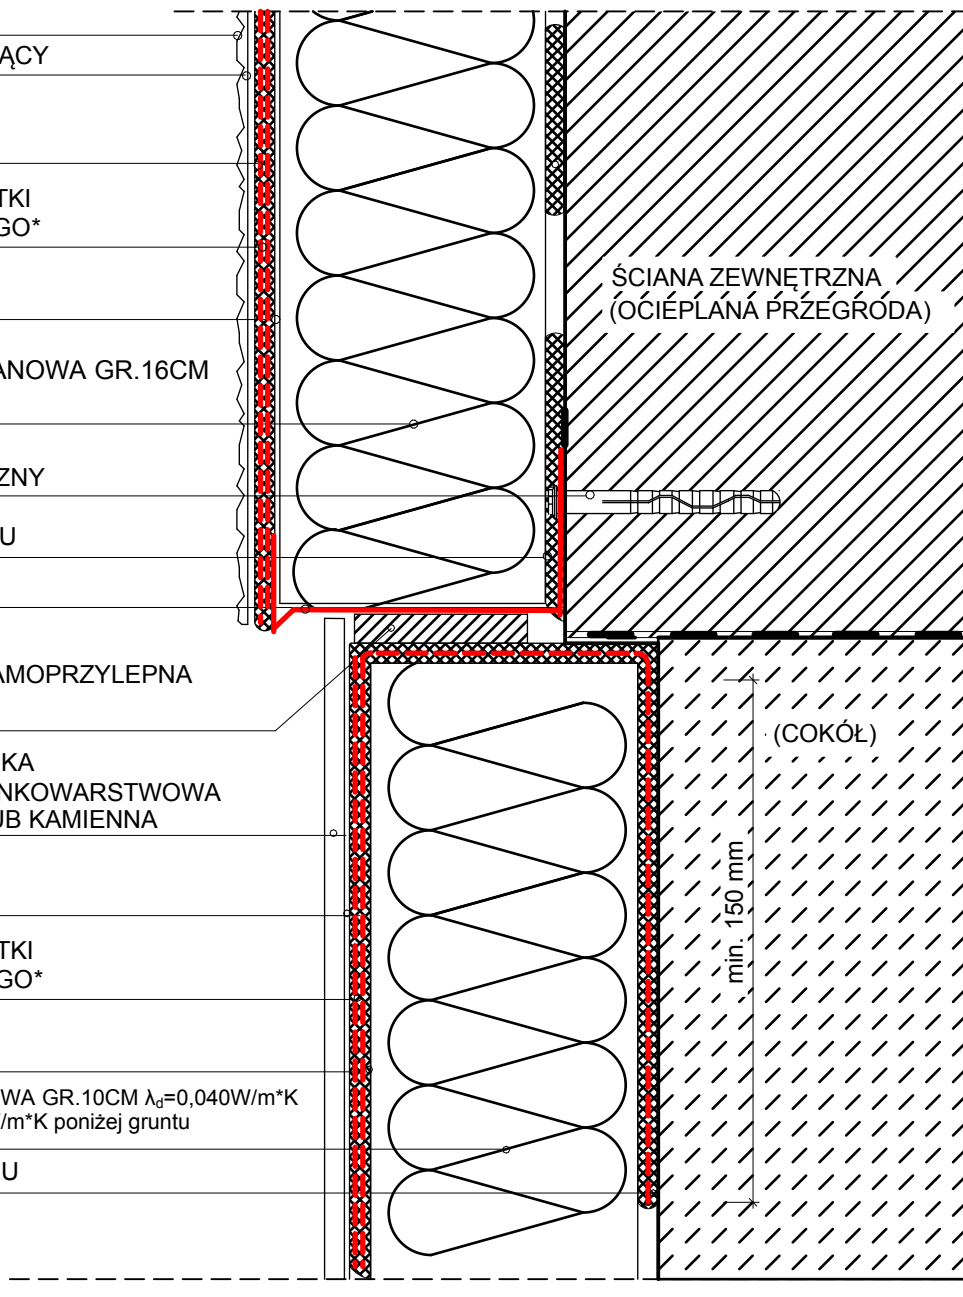 ĄCY
TKI
GO*
ŚCIANA ZEWNĘTRZNA
(OCIEPLANA PRZEGRODA)
ANOWA GR.16CM
ZNY
U
AMOPRZYLEPNA
(COKÓŁ)
KA
NKOWARSTWOWA
UB KAMIENNA
min. 150 mm
TKI
GO*
WA GR.10CM λd=0,040W/m*K
/m*K poniżej gruntu
U